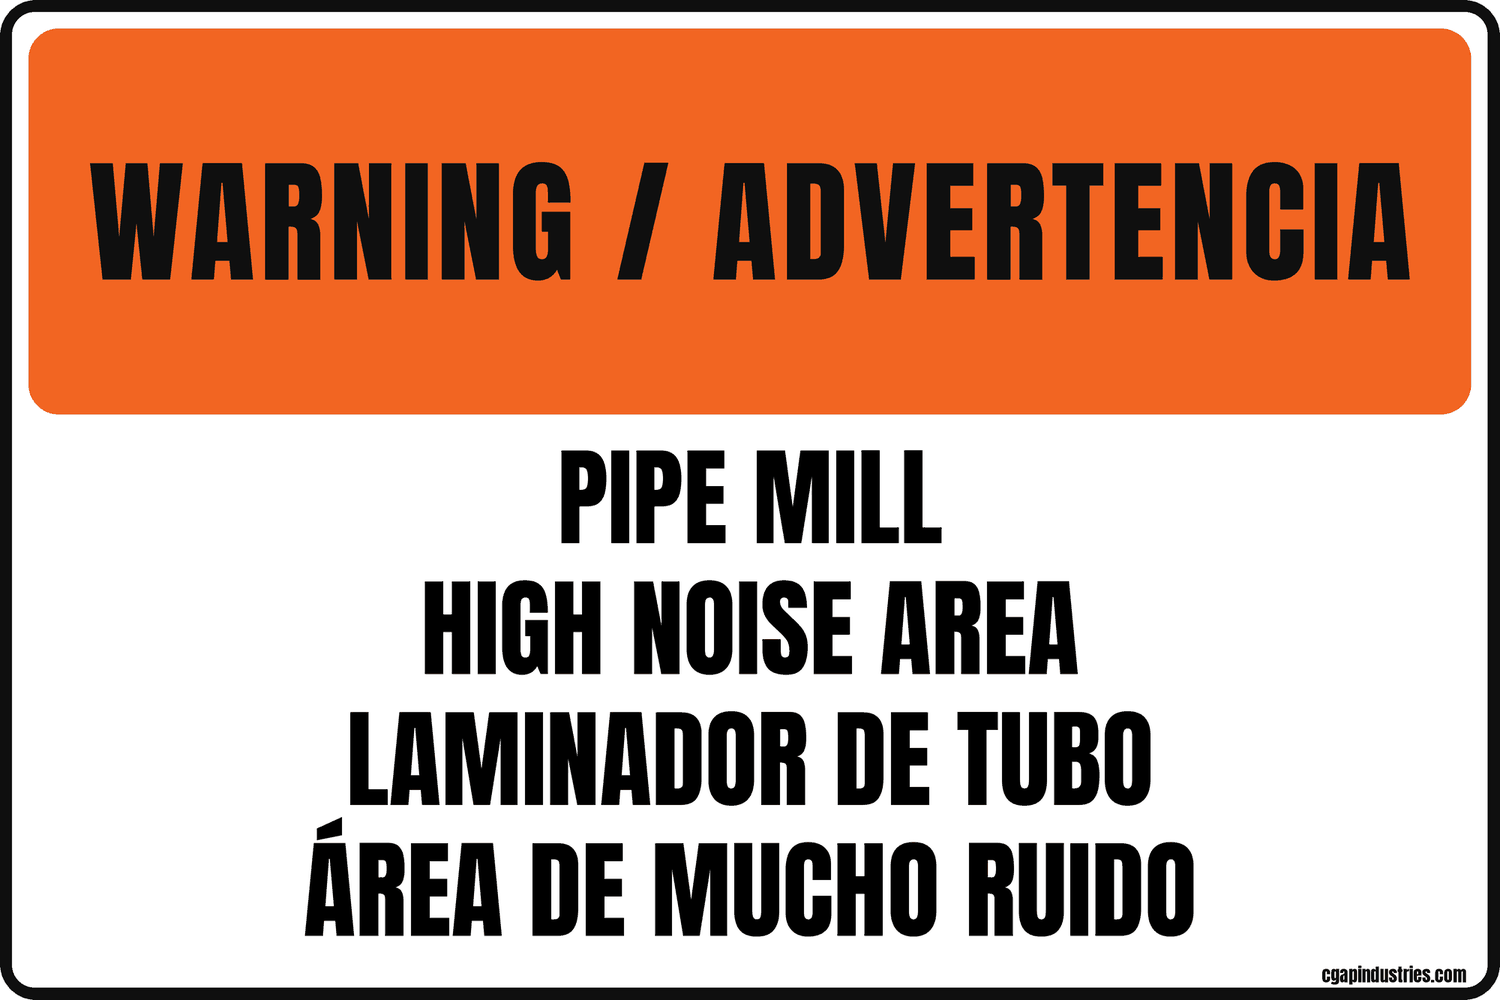 WARNING / ADVERTENCIA
PIPE MILL
HIGH NOISE AREA
LAMINADOR DE TUBO
ÁREA DE MUCHO RUIDO
cgapindustries.com